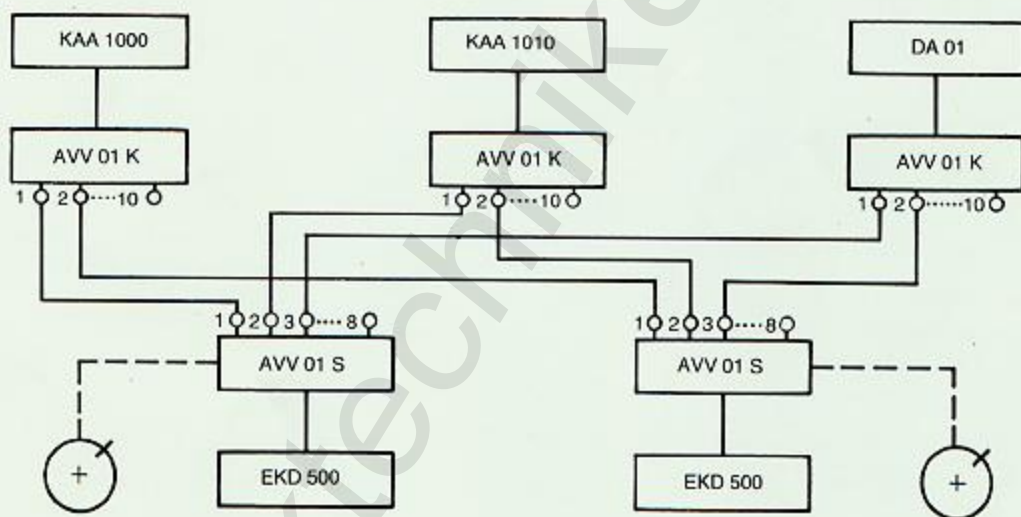 KAA 1000
KAA 1010
DA 01
AVV 01 K
AVV 01 K
AVV 01 K
1 2 ····· 10
1 2 ····· 10
1 2 ······ 10
1 2 3 ···· 8
1 2 3 ···· 8
AVV 01 S
AVV 01 S
EKD 500
EKD 500
+
+